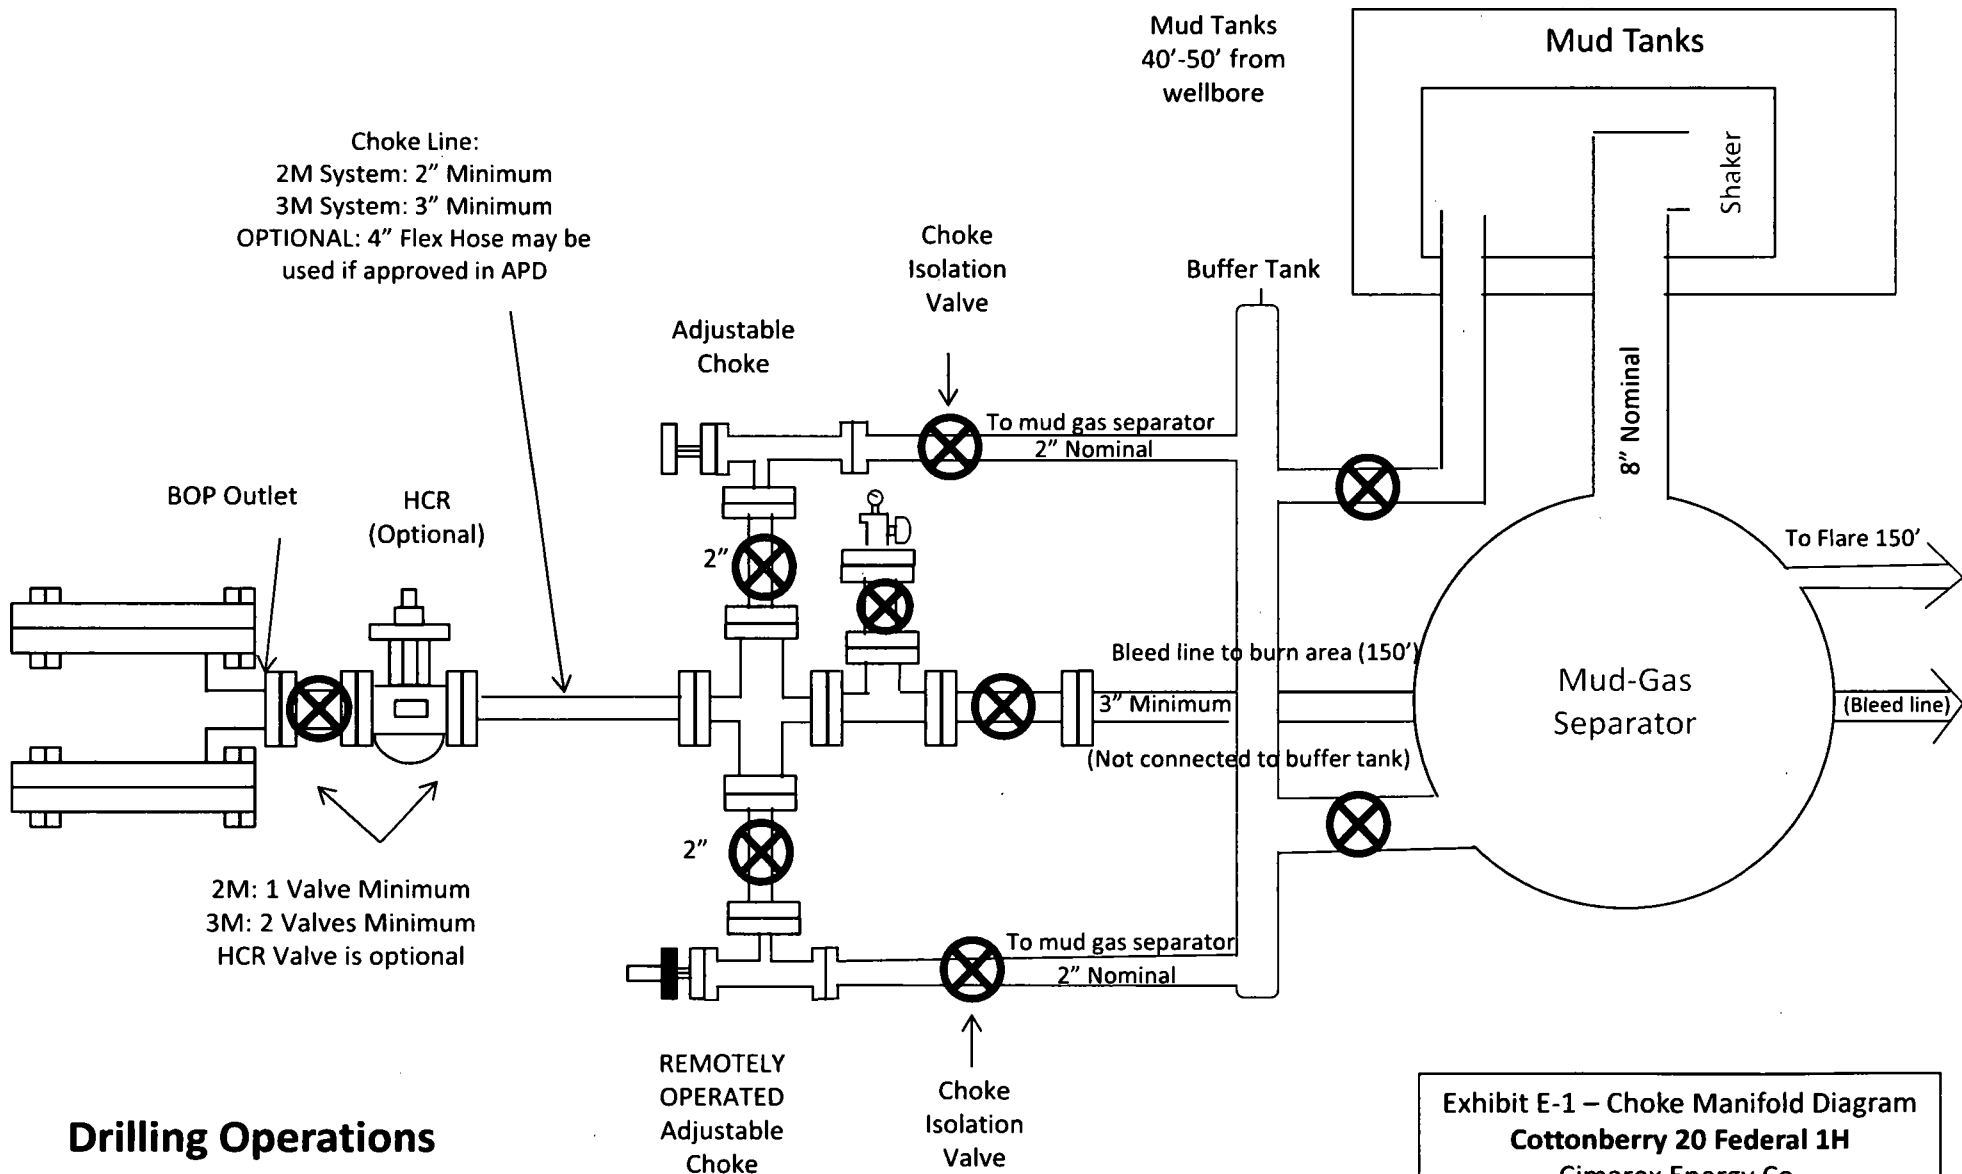 Mud Tanks
40’-50’ from
wellbore
Mud Tanks
Shaker
Choke Line:
2M System: 2” Minimum
3M System: 3” Minimum
OPTIONAL: 4” Flex Hose may be
used if approved in APD
Choke
Isolation
Valve
Buffer Tank
Adjustable
Choke
8” Nominal
To mud gas separator
2” Nominal
BOP Outlet
HCR
(Optional)
2”
To Flare 150’
Bleed line to burn area (150’)
3” Minimum
(Not connected to buffer tank)
Mud-Gas
Separator
(Bleed line)
2”
2M: 1 Valve Minimum
3M: 2 Valves Minimum
HCR Valve is optional
To mud gas separator
2” Nominal
REMOTELY
OPERATED
Adjustable
Choke
Choke
Isolation
Valve
Drilling Operations
Exhibit E-1 – Choke Manifold Diagram
Cottonberry 20 Federal 1H
Cimarex Energy Co.